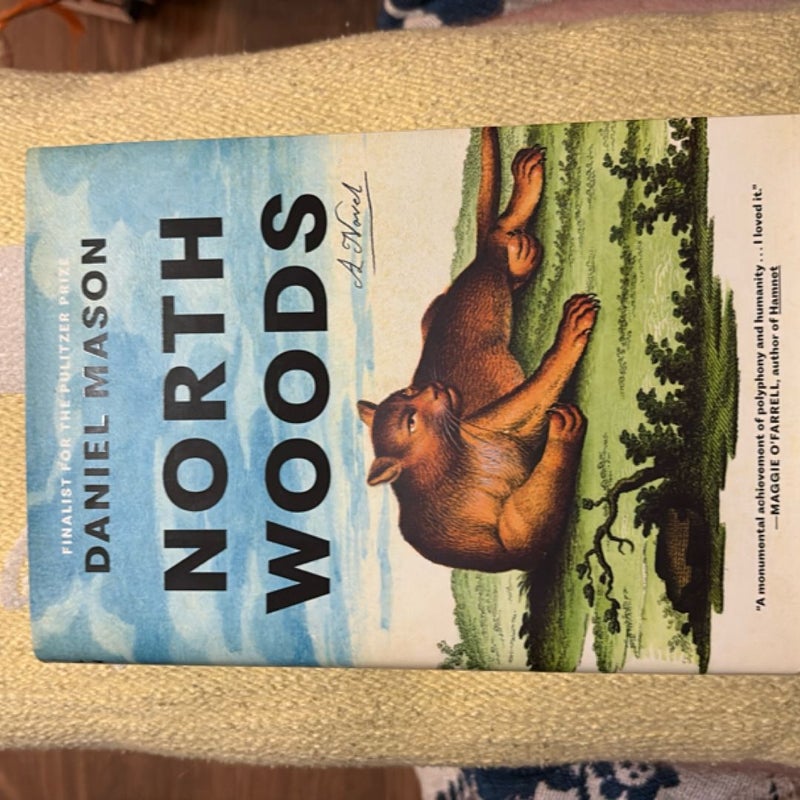 FINALIST FOR THE PULITZER PRIZE
DANIEL MASON
NORTH
WOODS
A Novel
"A monumental achievement of polyphony and humanity . . . I loved it."
—MAGGIE O'FARRELL, author of Hamnet